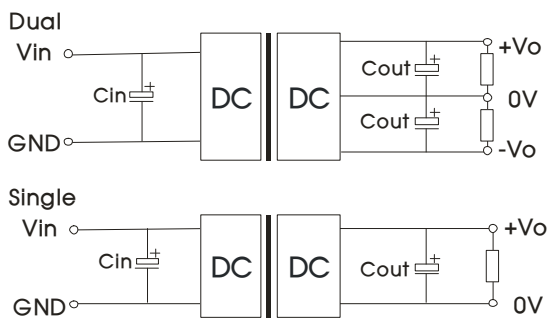 Dual
Vin
+
Cin
GND
DC
DC
Cout
+
Cout
+
+Vo
0V
-Vo
Single
Vin
+
Cin
GND
DC
DC
Cout
+
+Vo
0V